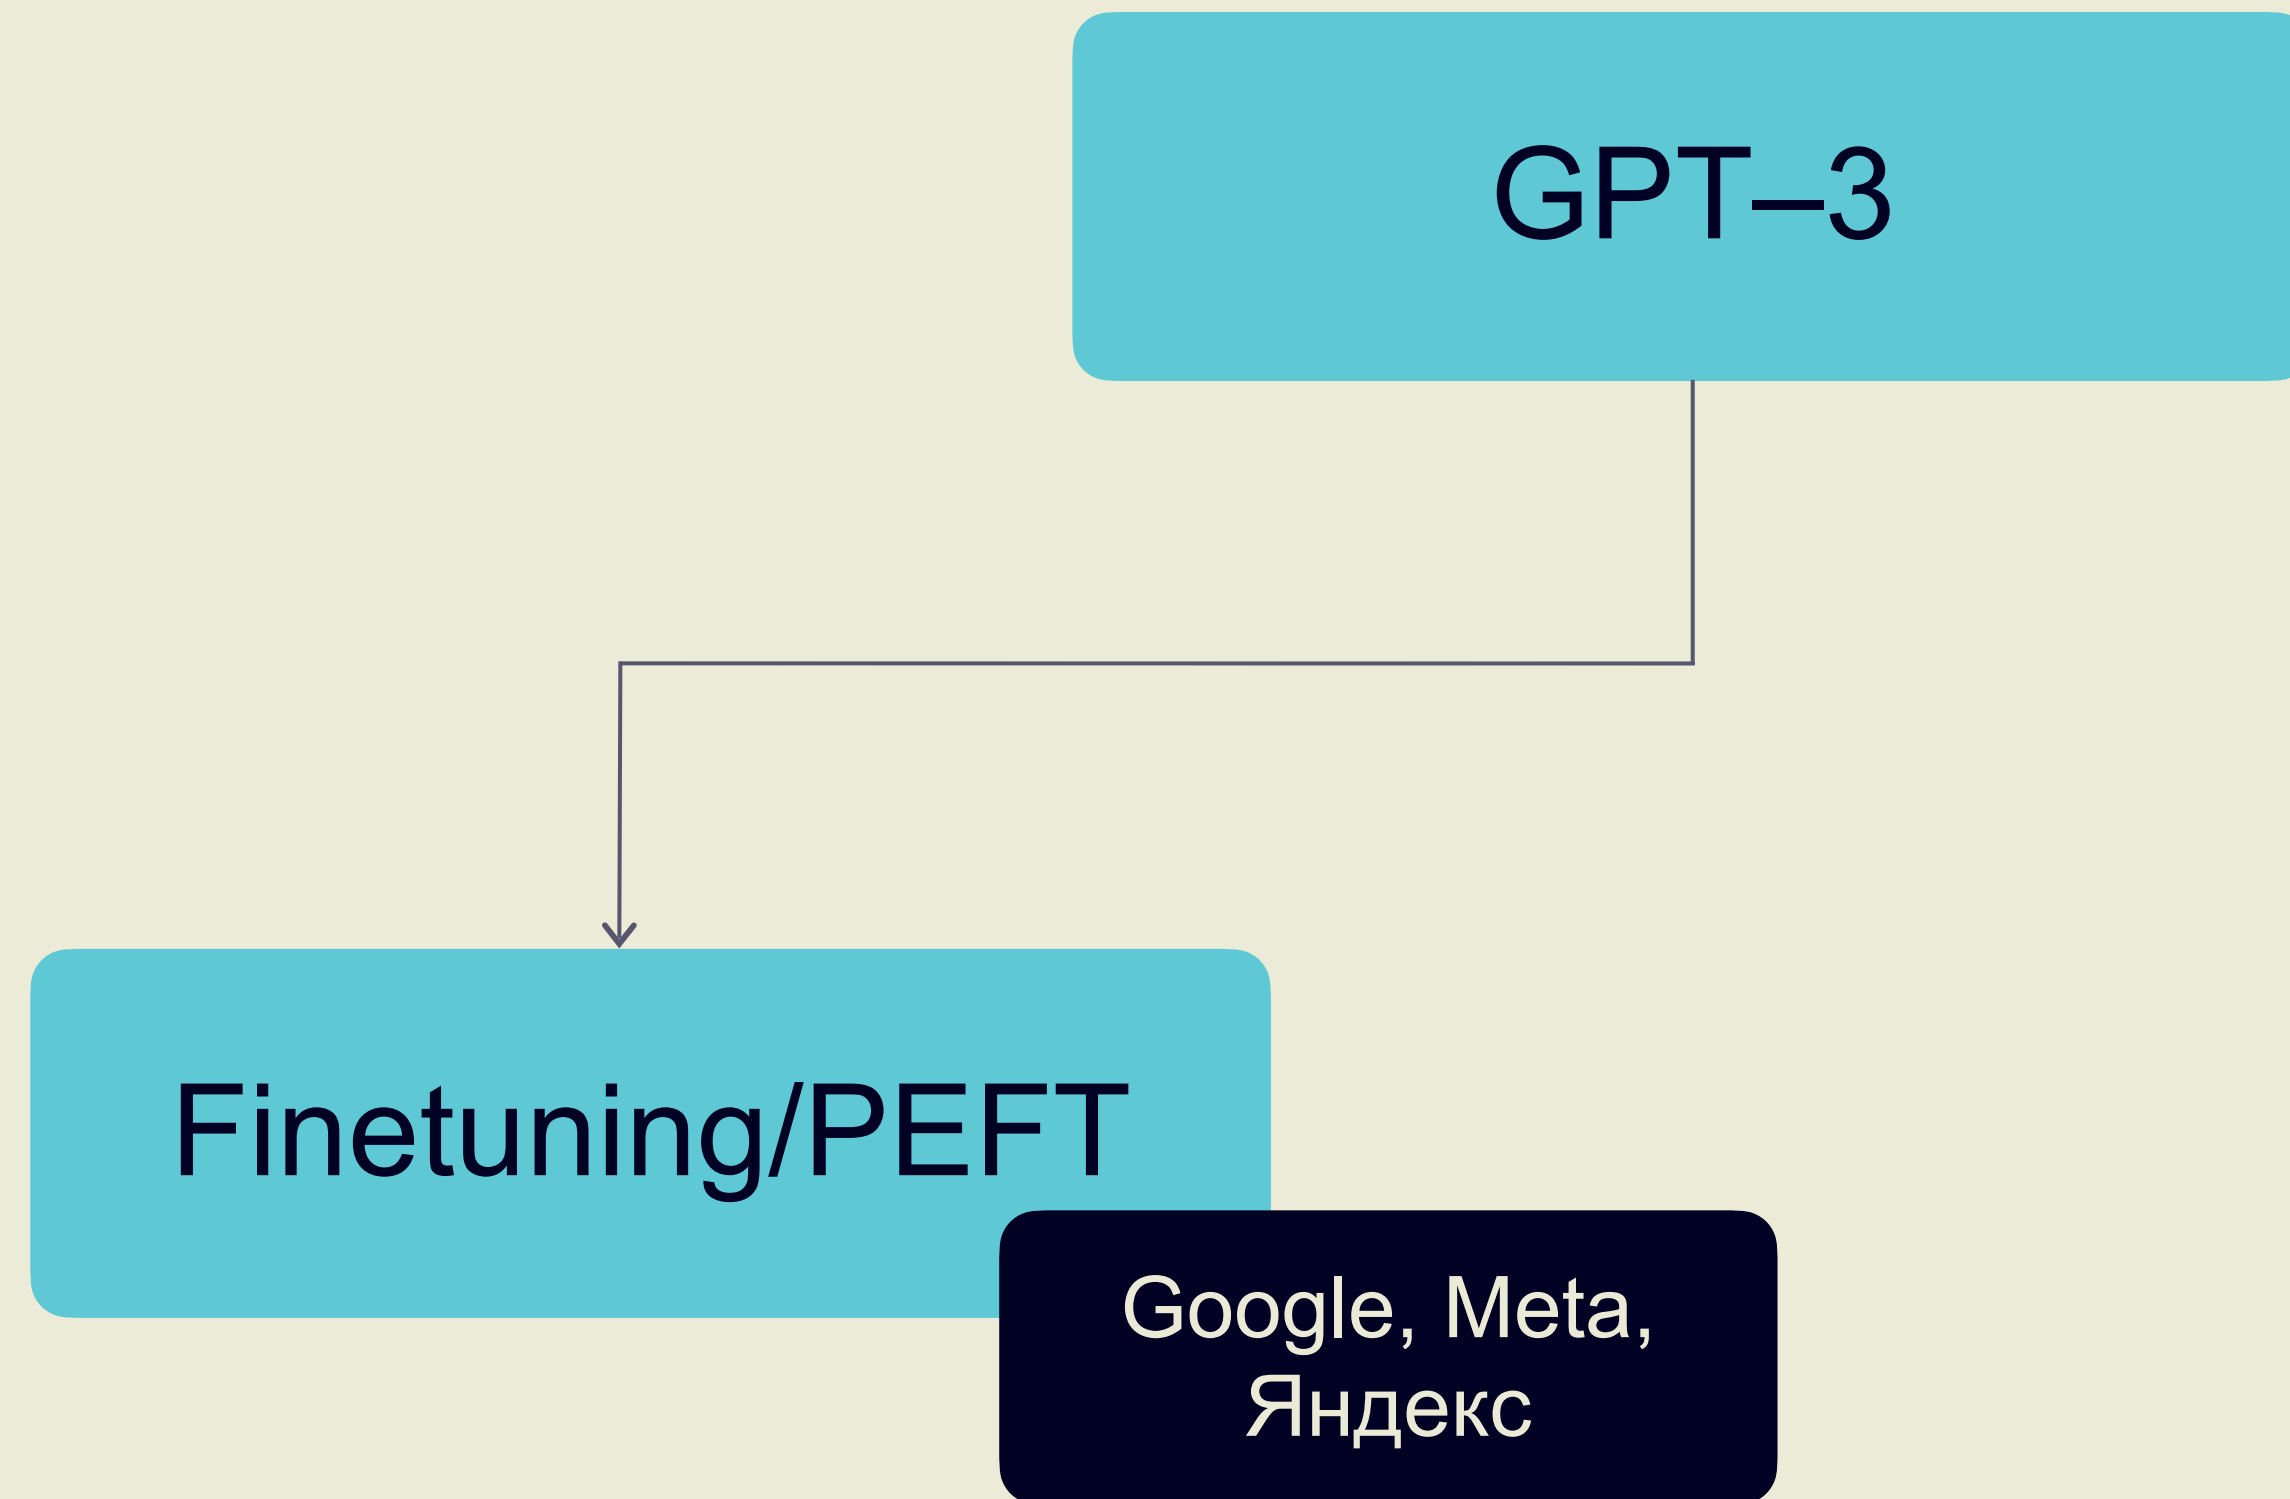 GPT–3
Finetuning/PEFT
Google, Meta,
Яндекс